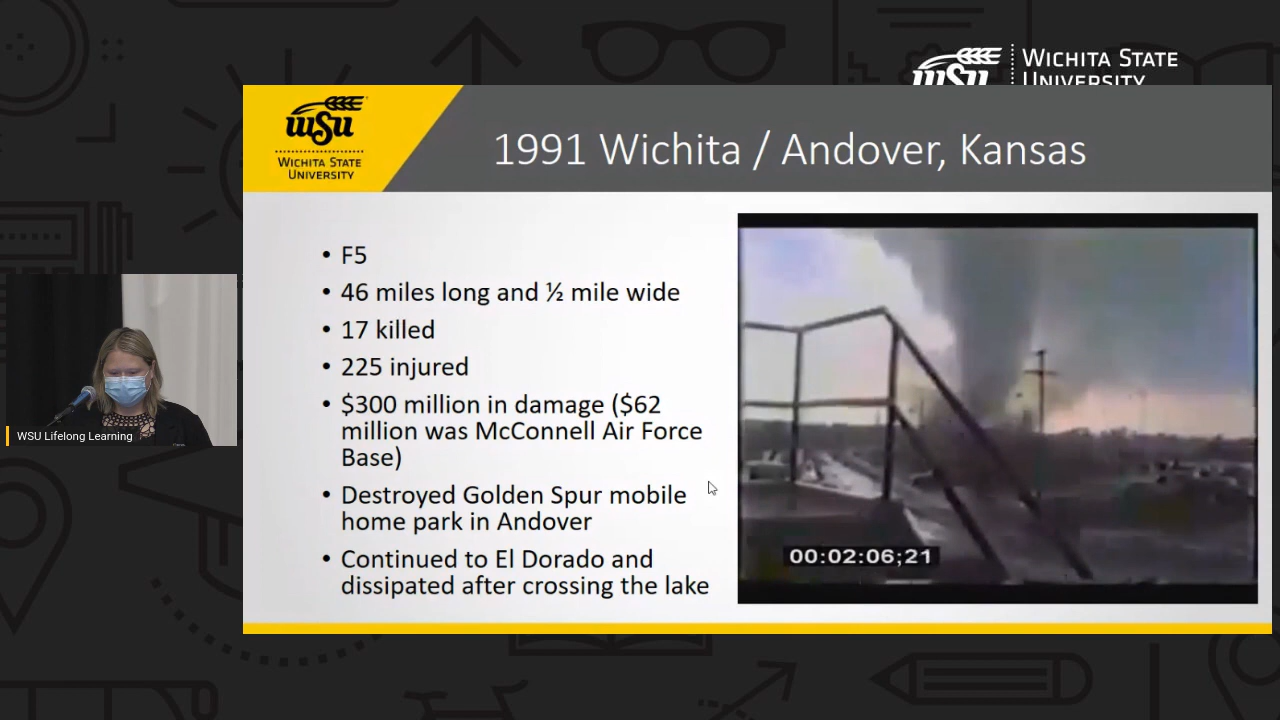 WSU
WICHITA STATE
UNIVERSITY
WSU
WICHITA STATE
UNIVERSITY
1991 Wichita / Andover, Kansas
• F5
• 46 miles long and ½ mile wide
• 17 killed
• 225 injured
• $300 million in damage ($62
million was McConnell Air Force
Base)
• Destroyed Golden Spur mobile
home park in Andover
• Continued to El Dorado and
dissipated after crossing the lake
00:02:06;21
WSU Lifelong Learning